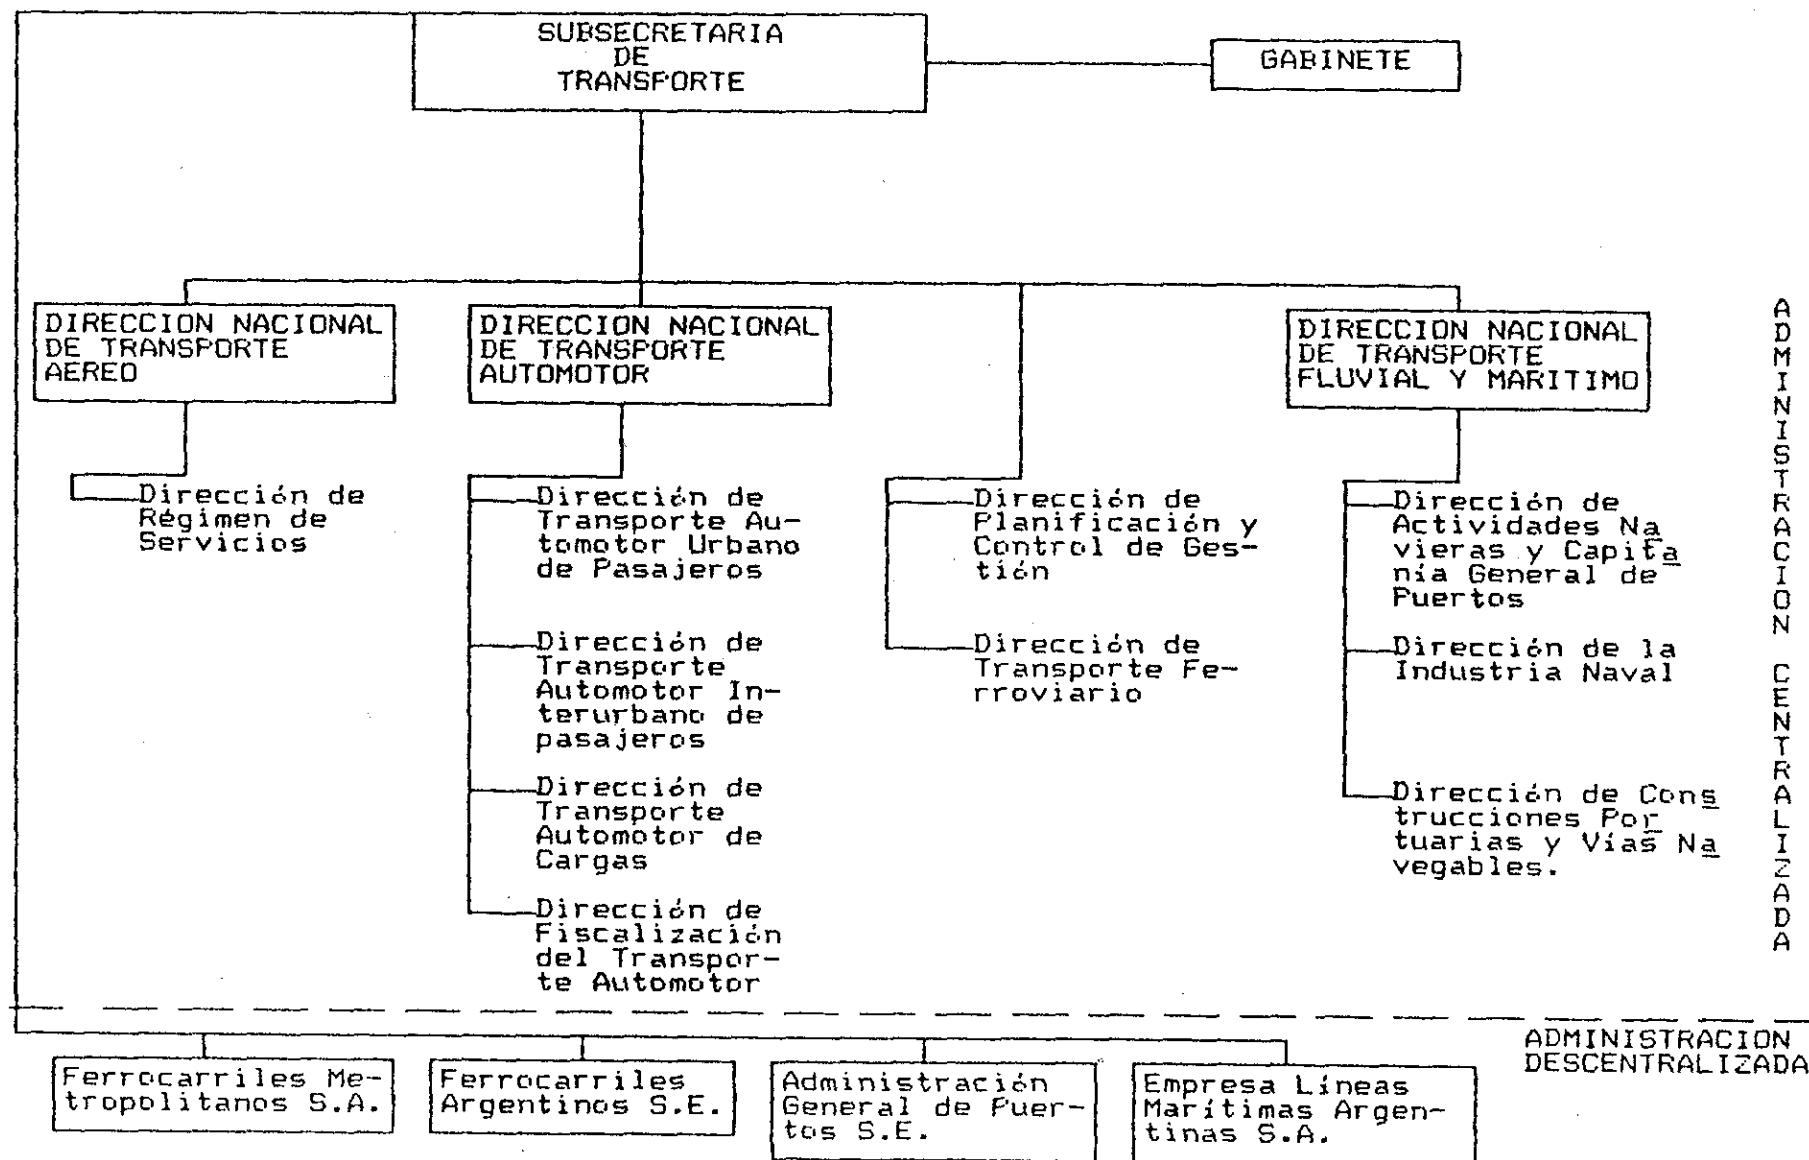 SUBSECRETARIA
DE
TRANSPORTE
GABINETE
DIRECCION NACIONAL
DE TRANSPORTE
AEREO
Dirección de
Régimen de
Servicios
DIRECCION NACIONAL
DE TRANSPORTE
AUTOMOTOR
Dirección de
Transporte Au-
tomotor Urbano
de Pasajeros
Dirección de
Transporte
Automotor In-
terurbano de
pasajeros
Dirección de
Transporte
Automotor de
Cargas
Dirección de
Fiscalización
del Transpor-
te Automotor
Dirección de
Planificación y
Control de Ges-
tión
Dirección de
Transporte Fe-
rroviario
DIRECCION NACIONAL
DE TRANSPORTE
FLUVIAL Y MARITIMO
Dirección de
Actividades Na
vieras y Capita
nía General de
Puertos
Dirección de la
Industria Naval
Dirección de Cons
trucciones Por
tuarias y Vías Na
vegables.
ADMINISTRACION CENTRALIZADA
ADMINISTRACION
DESCENTRALIZADA
Ferrocarriles Me-
tropolitanos S.A.
Ferrocarriles
Argentinos S.E.
Administración
General de Puer-
tos S.E.
Empresa Líneas
Marítimas Argen-
tinas S.A.